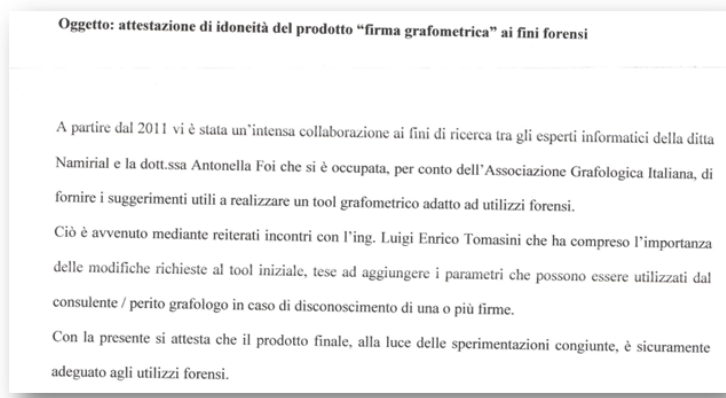 Oggetto: attestazione di idoneità del prodotto “firma grafometrica” ai fini forensi
A partire dal 2011 vi è stata un`intensa collaborazione ai fini di ricerca tra gli esperti informatici della ditta
Namirial e la dott.ssa Antonella Foi che si è occupata, per conto dell’Associazione Grafologica Italiana, di
fornire i suggerimenti utili a realizzare un tool grafometrico adatto ad utilizzi forensi.
Ciò è avvenuto mediante reiterati incontri con l’ing. Luigi Enrico Tomasini che ha compreso l’importanza
delle modifiche richieste al tool iniziale, tese ad aggiungere i parametri che possono essere utilizzati dal
consulente / perito grafologo in caso di disconoscimento di una o più firme.
Con la presente si attesta che il prodotto finale, alla luce delle sperimentazioni congiunte, è sicuramente
adeguato agli utilizzi forensi.